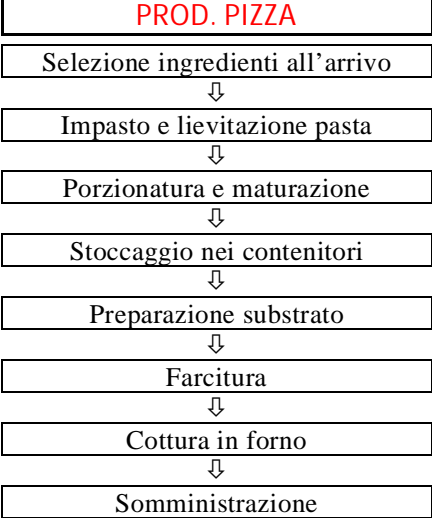 PROD. PIZZA
Selezione ingredienti all’arrivo
⇩
Impasto e lievitazione pasta
⇩
Porzionatura e maturazione
⇩
Stoccaggio nei contenitori
⇩
Preparazione substrato
⇩
Farcitura
⇩
Cottura in forno
⇩
Somministrazione